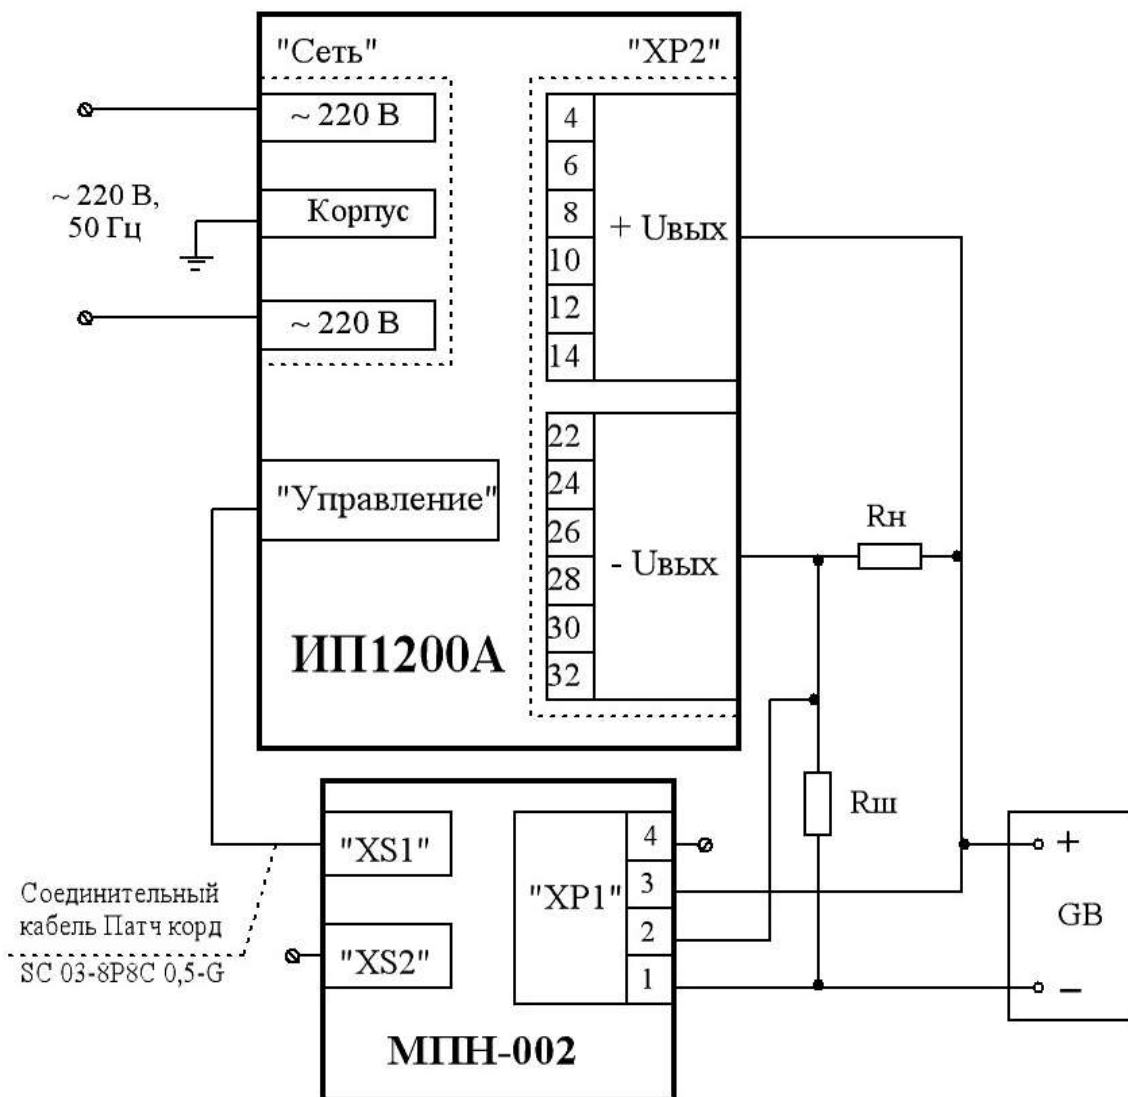 "Сеть"
"XP2"
~ 220 В
~ 220 В,
50 Гц
Корпус
~ 220 В
4
6
8
10
12
14
+ Uвых
"Управление"
22
24
26
28
30
32
- Uвых
Rн
ИП1200А
Rш
"XS1"
"XS2"
"XP1"
4
3
2
1
+
GB
–
Соединительный
кабель Патч корд
SC 03-8P8C 0,5-G
МПН-002